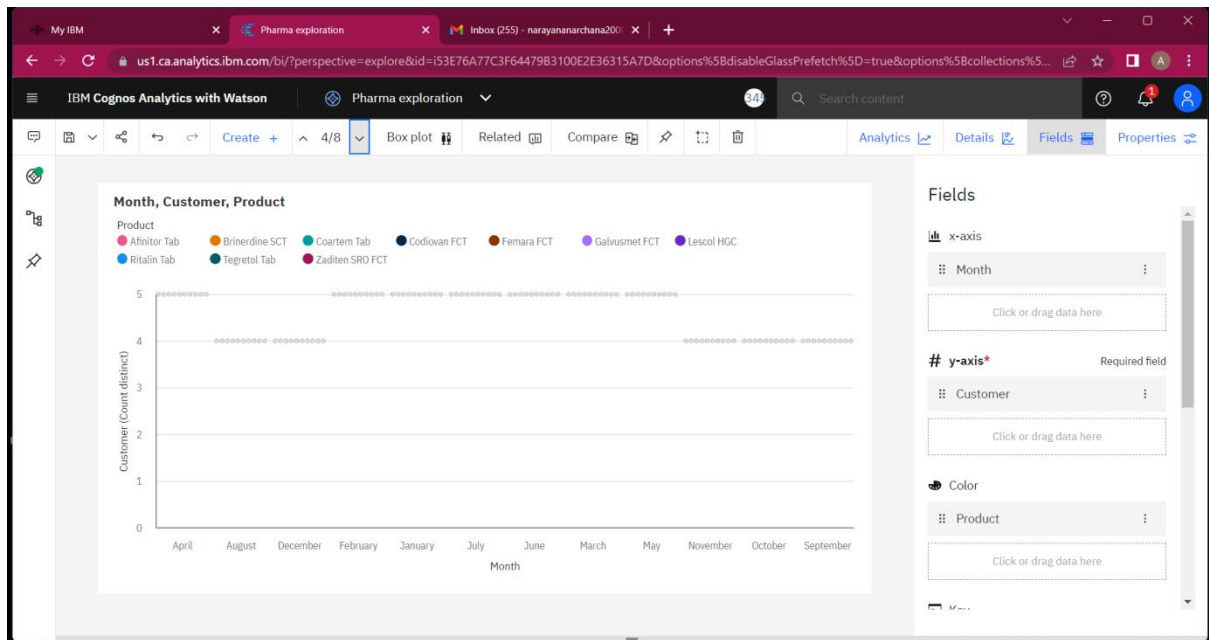 My IBM
Pharma exploration
Inbox (255) - narayananarchana200
us1.ca.analytics.ibm.com/bi/?perspective=explore&id=i53E76A77C3F64479B3100E2E36315A7D&options%5BdisableGlassPrefetch%5D=true&options%5Bcollections%5...
A
IBM Cognos Analytics with Watson
Pharma exploration
Search content
1
Create +
4/8
Box plot
Related
Compare
Analytics
Details
Fields
Properties
Month, Customer, Product
Product
Afinitor Tab Brinerdine SCT Coartem Tab Codiovan FCT Femara FCT Galvusmet FCT Lescol HGC
Ritalin Tab Tegretol Tab Zaditen SRO FCT
5
4
3
2
1
0
Customer (Count distinct)
April August December February January July June March May November October September
Month
Fields
x-axis
Month
Click or drag data here
# y-axis* Required field
Customer
Click or drag data here
Color
Product
Click or drag data here